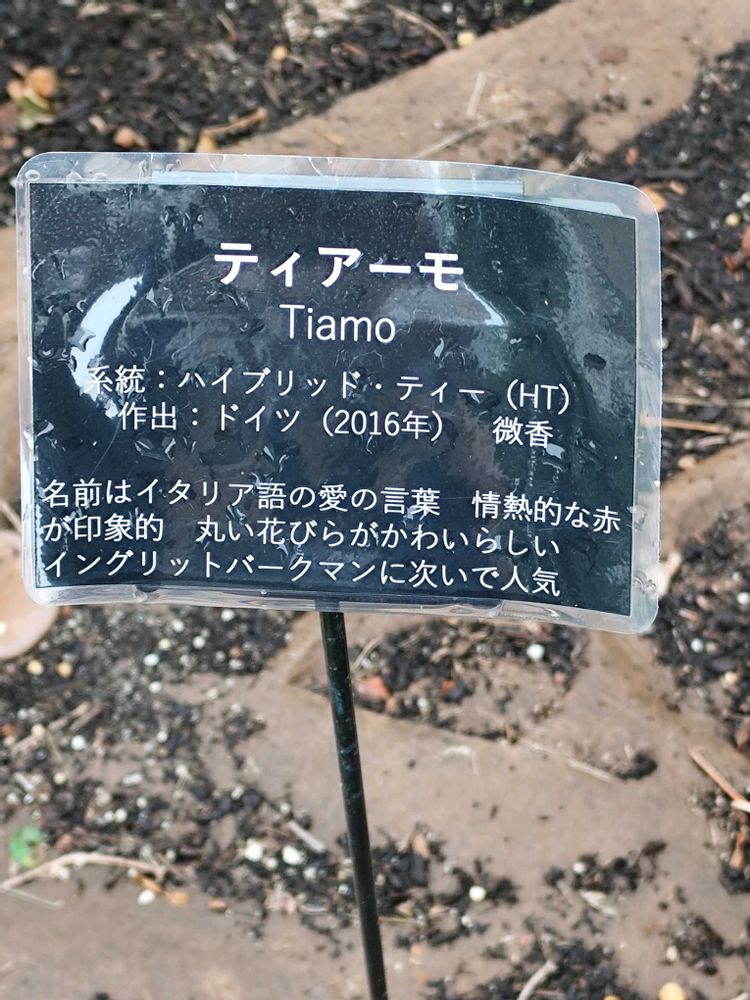 ティアーモ
Tiamo
系統：ハイブリッド・ティー（HT）
作出：ドイツ（2016年）　微香
名前はイタリア語の愛の言葉　情熱的な赤
が印象的　丸い花びらがかわいらしい
イングリットバークマンに次いで人気